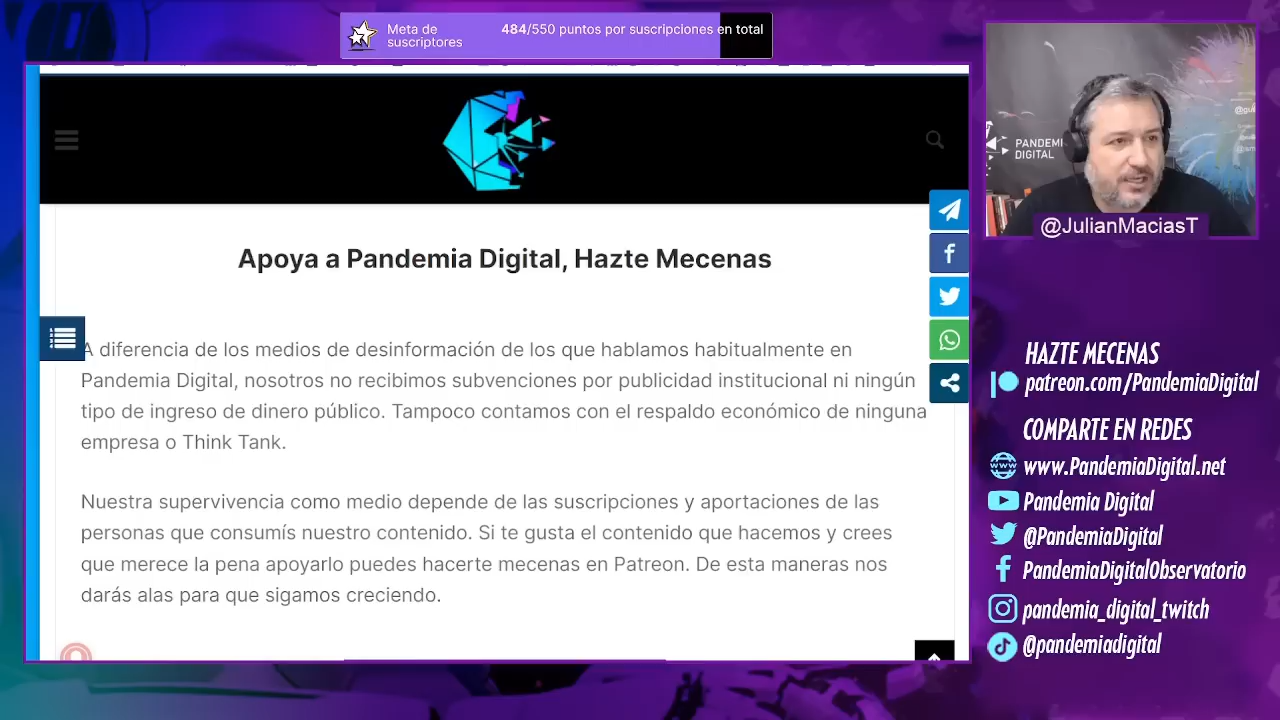 Meta de
suscriptores
484/550 puntos por suscripciones en total
PANDEMI
DIGITAL
@JulianMaciasT
Apoya a Pandemia Digital, Hazte Mecenas
A diferencia de los medios de desinformación de los que hablamos habitualmente en
Pandemia Digital, nosotros no recibimos subvenciones por publicidad institucional ni ningún
tipo de ingreso de dinero público. Tampoco contamos con el respaldo económico de ninguna
empresa o Think Tank.
Nuestra supervivencia como medio depende de las suscripciones y aportaciones de las
personas que consumís nuestro contenido. Si te gusta el contenido que hacemos y crees
que merece la pena apoyarlo puedes hacerte mecenas en Patreon. De esta maneras nos
darás alas para que sigamos creciendo.
HAZTE MECENAS
patreon.com/PandemiaDigital
COMPARTE EN REDES
www.PandemiaDigital.net
Pandemia Digital
@PandemiaDigital
PandemiaDigitalObservatorio
pandemia_digital_twitch
@pandemiadigital